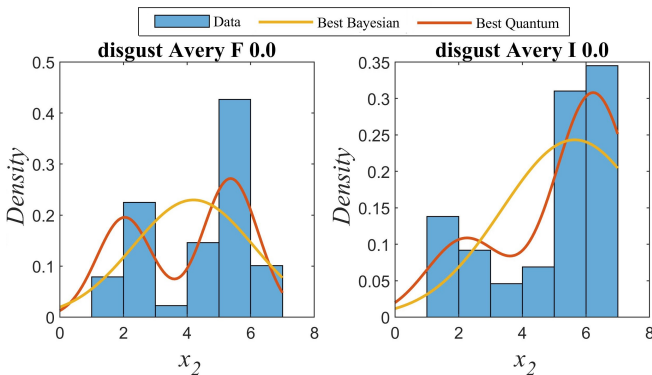 Data Best Bayesian Best Quantum
disgust Avery F 0.0
0.5
0.4
0.3
0.2
0.1
0
Density
0 2 4 6 8
x2
disgust Avery I 0.0
0.35
0.3
0.25
0.2
0.15
0.1
0.05
0
Density
0 2 4 6 8
x2